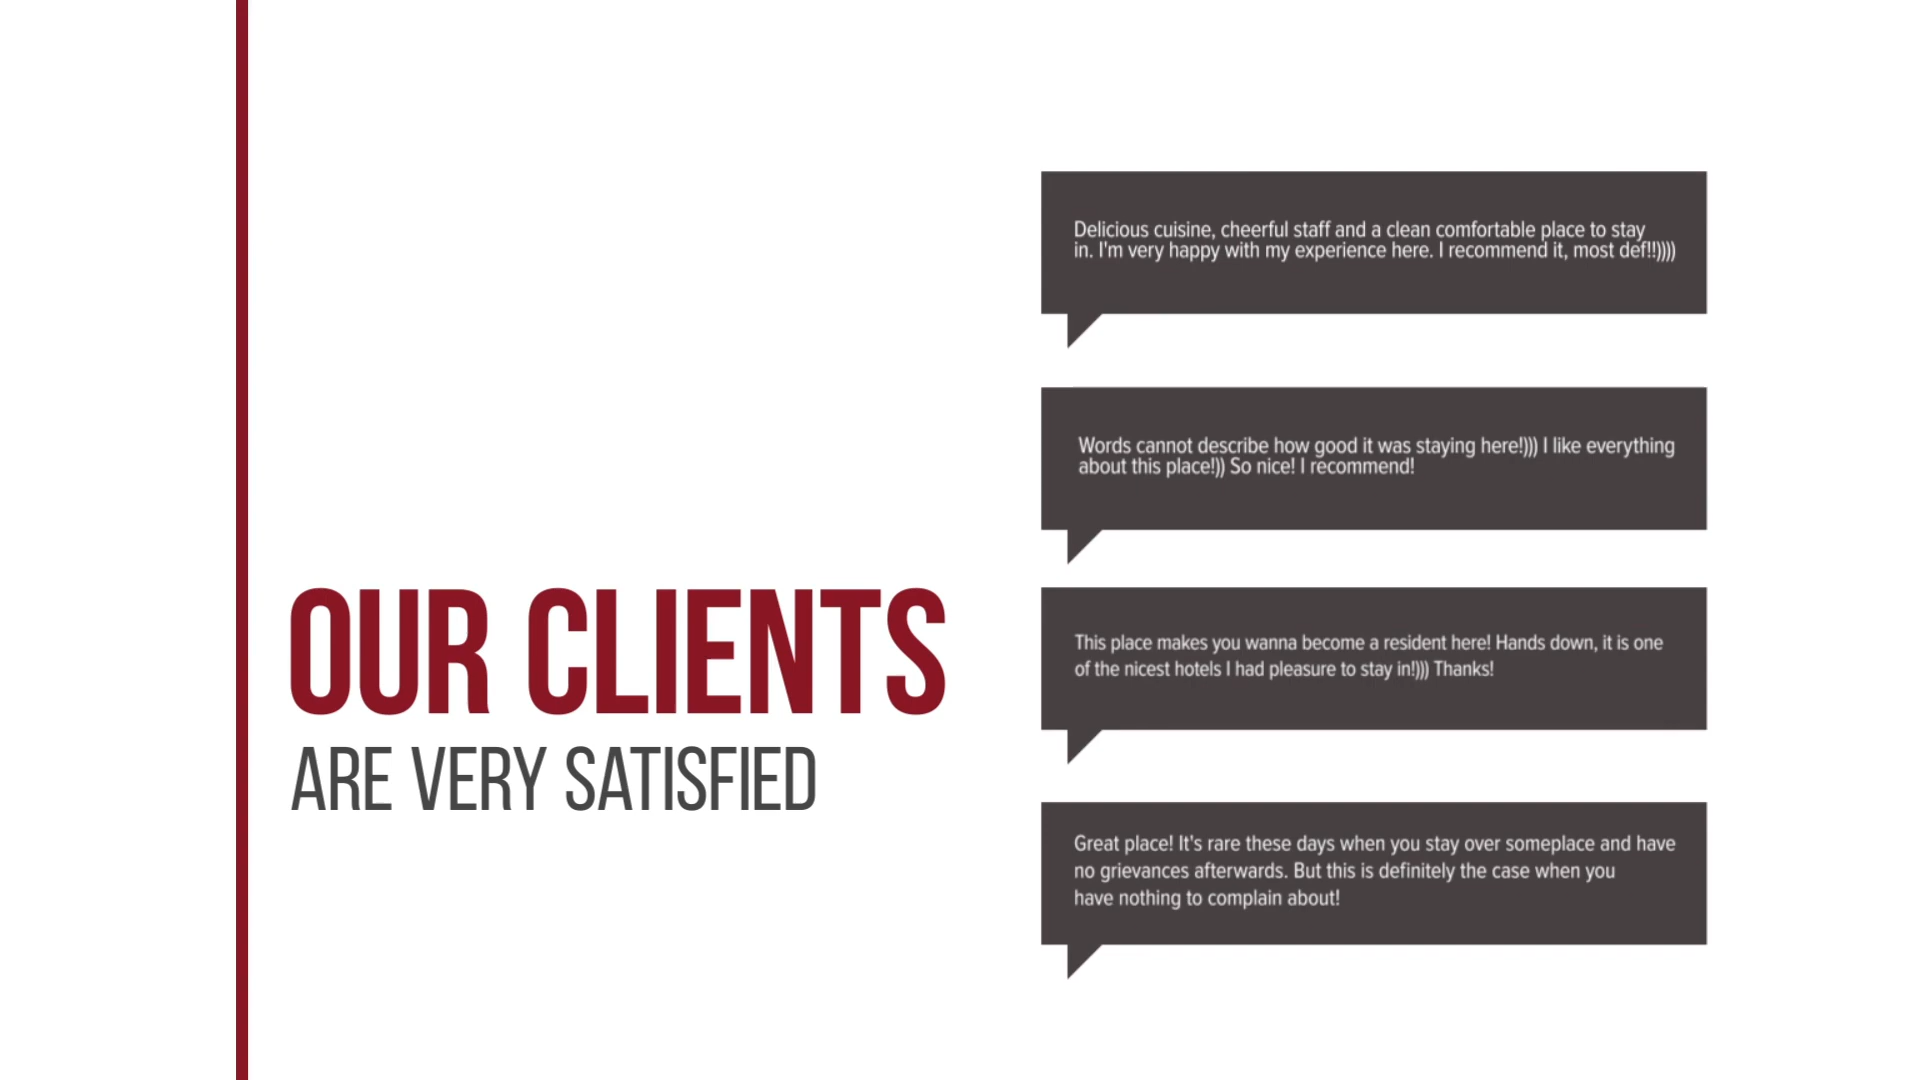 OUR CLIENTS
ARE VERY SATISFIED
Delicious cuisine, cheerful staff and a clean comfortable place to stay
in. I'm very happy with my experience here. I recommend it, most def!!))))
Words cannot describe how good it was staying here!))) I like everything
about this place!)) So nice! I recommend!
This place makes you wanna become a resident here! Hands down, it is one
of the nicest hotels I had pleasure to stay in!))) Thanks!
Great place! It's rare these days when you stay over someplace and have
no grievances afterwards. But this is definitely the case when you
have nothing to complain about!